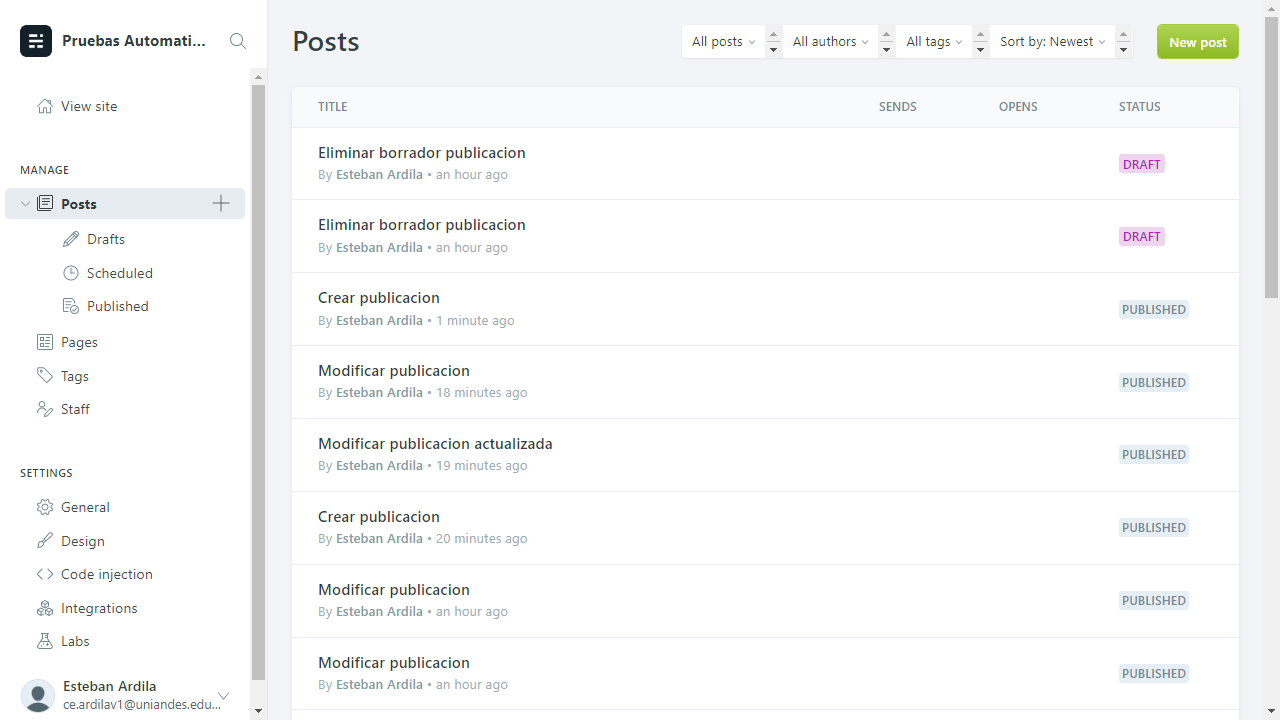 Pruebas Automati...
View site
MANAGE
Posts
Drafts
Scheduled
Published
Pages
Tags
Staff
SETTINGS
General
Design
Code injection
Integrations
Labs
Esteban Ardila
ce.ardilav1@uniandes.edu...
Posts
All posts
All authors
All tags
Sort by: Newest
New post
TITLE SENDS OPENS STATUS
Eliminar borrador publicacion
By Esteban Ardila • an hour ago
DRAFT
Eliminar borrador publicacion
By Esteban Ardila • an hour ago
DRAFT
Crear publicacion
By Esteban Ardila • 1 minute ago
PUBLISHED
Modificar publicacion
By Esteban Ardila • 18 minutes ago
PUBLISHED
Modificar publicacion actualizada
By Esteban Ardila • 19 minutes ago
PUBLISHED
Crear publicacion
By Esteban Ardila • 20 minutes ago
PUBLISHED
Modificar publicacion
By Esteban Ardila • an hour ago
PUBLISHED
Modificar publicacion
By Esteban Ardila • an hour ago
PUBLISHED